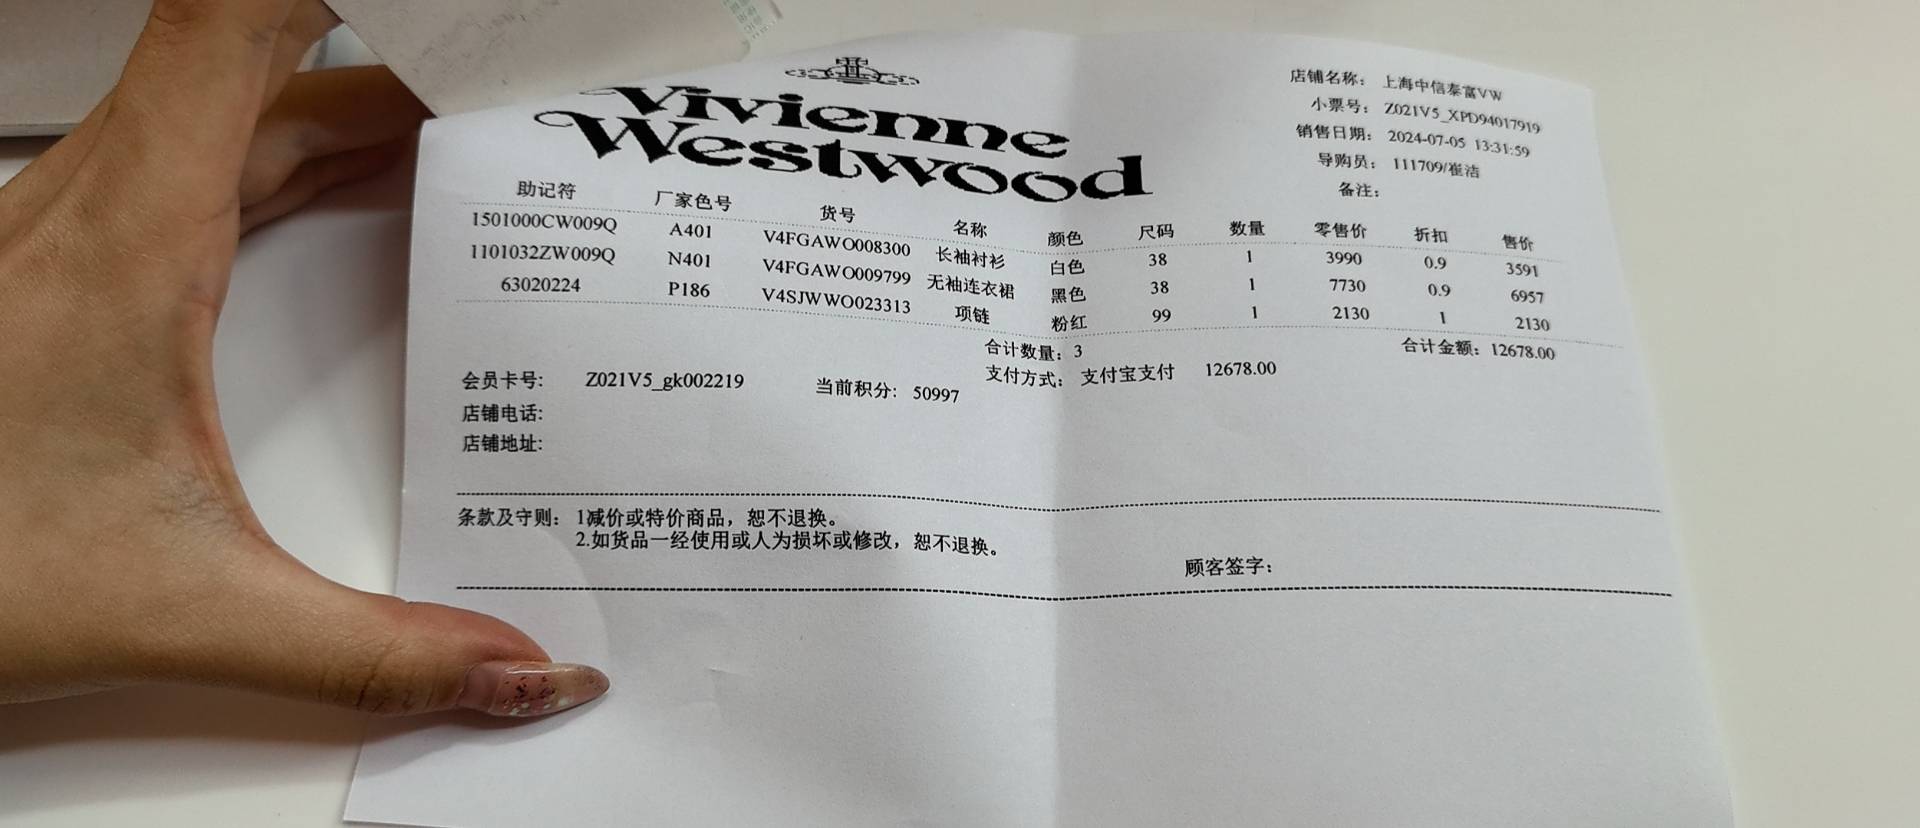 Vivienne
Westwood
店铺名称： 上海中信泰富VW
小票号： Z021V5_XPD94017919
销售日期： 2024-07-05 13:31:59
导购员： 111709/崔洁
备注：
助记符 厂家色号 货号 名称 颜色 尺码 数量 零售价 折扣 售价
1501000CW009Q A401 V4FGAWO008300 长袖衬衫 白色 38 1 3990 0.9 3591
1101032ZW009Q N401 V4FGAWO009799 无袖连衣裙 黑色 38 1 7730 0.9 6957
63020224 P186 V4SJWWO023313 项链 粉红 99 1 2130 1 2130
合计数量：3 合计金额：12678.00
支付方式： 支付宝支付 12678.00
会员卡号: Z021V5_gk002219 当前积分: 50997
店铺电话:
店铺地址:
条款及守则： 1减价或特价商品，恕不退换。
2.如货品一经使用或人为损坏或修改，恕不退换。
顾客签字：